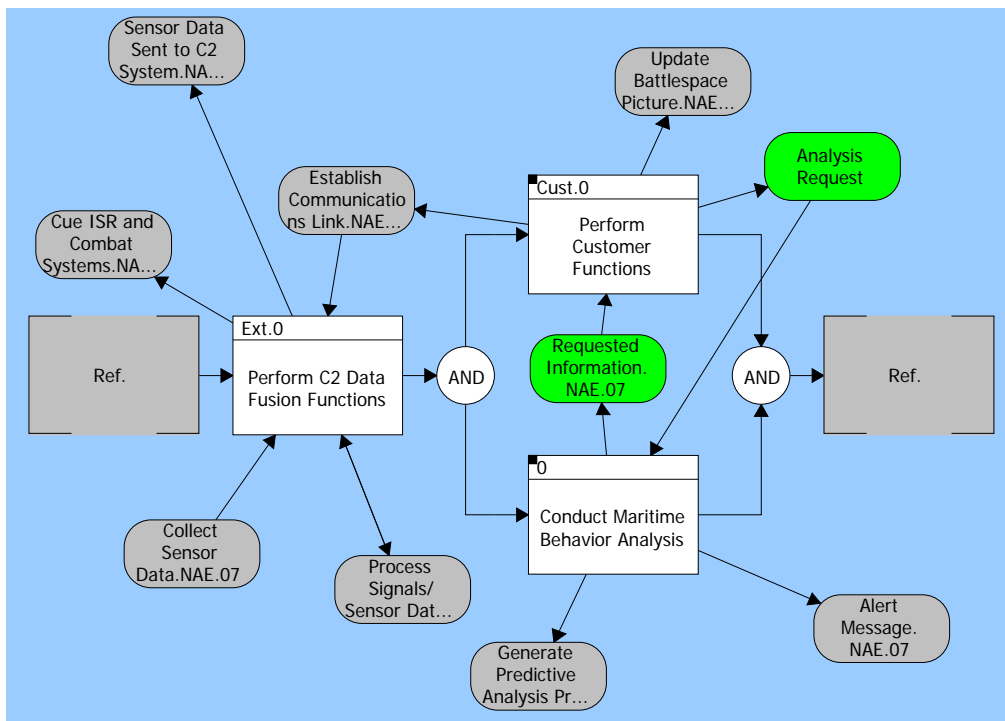 Sensor Data
Sent to C2
System.NA...
Update
Battlespace
Picture.NAE...
Analysis
Request
Establish
Communicatio
ns Link.NAE...
Cust.0
Perform
Customer
Functions
Cue ISR and
Combat
Systems.NA...
Ref.
Ext.0
Perform C2 Data
Fusion Functions
AND
Requested
Information.
NAE.07
AND
Ref.
0
Conduct Maritime
Behavior Analysis
Collect
Sensor
Data.NAE.07
Process
Signals/
Sensor Dat...
Generate
Predictive
Analysis Pr...
Alert
Message.
NAE.07